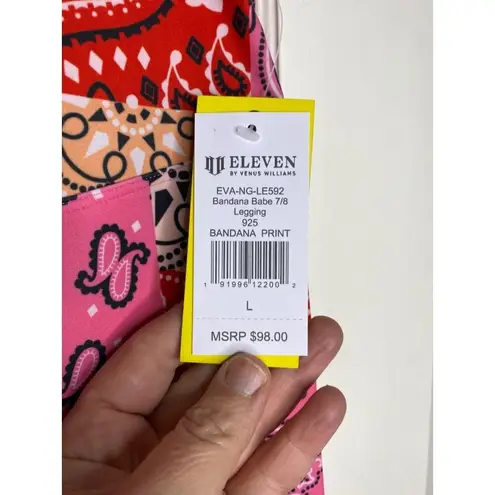 ELEVEN
BY VENUS WILLIAMS
EVA-NG-LE592
Bandana Babe 7/8
Legging
925
BANDANA PRINT
1 91996 12200 2
L
MSRP $98.00